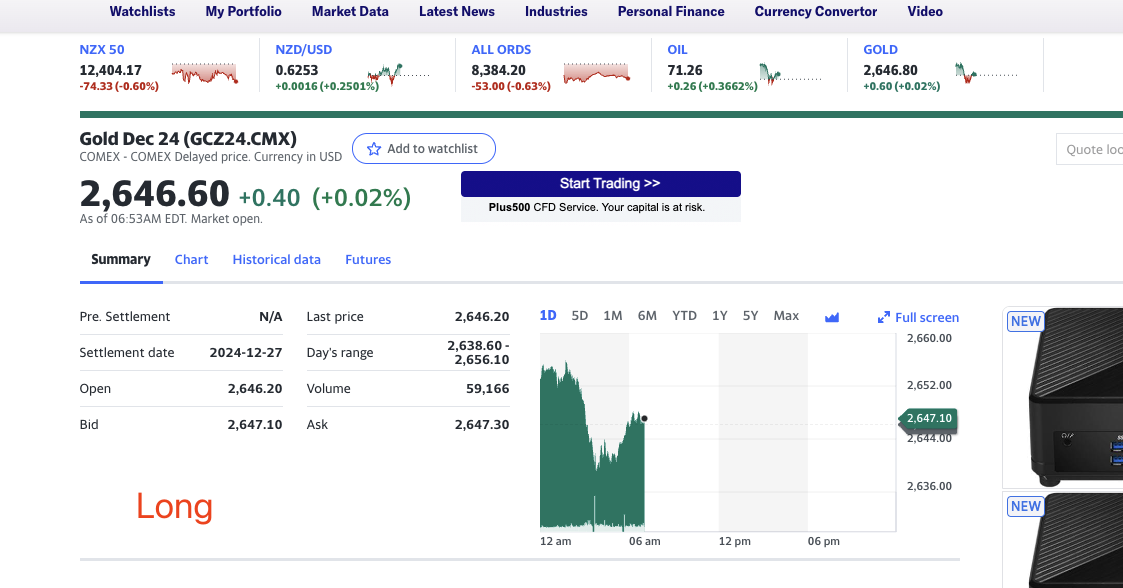 Watchlists My Portfolio Market Data Latest News Industries Personal Finance Currency Convertor Video
NZX 50
12,404.17
-74.33 (-0.60%)
NZD/USD
0.6253
+0.0016 (+0.2501%)
ALL ORDS
8,384.20
-53.00 (-0.63%)
OIL
71.26
+0.26 (+0.3662%)
GOLD
2,646.80
+0.60 (+0.02%)
Gold Dec 24 (GCZ24.CMX)
COMEX - COMEX Delayed price. Currency in USD
Add to watchlist
Quote
2,646.60 +0.40 (+0.02%)
As of 06:53AM EDT. Market open.
Start Trading >>
Plus500 CFD Service. Your capital is at risk.
Summary Chart Historical data Futures
Pre. Settlement N/A
Settlement date 2024-12-27
Open 2,646.20
Bid 2,647.10
Last price 2,646.20
Day's range 2,638.60 -
2,656.10
Volume 59,166
Ask 2,647.30
1D 5D 1M 6M YTD 1Y 5Y Max Full screen
2,660.00
2,652.00
2,647.10
2,644.00
2,636.00
12 am 06 am 12 pm 06 pm
Long
NEW
NEW